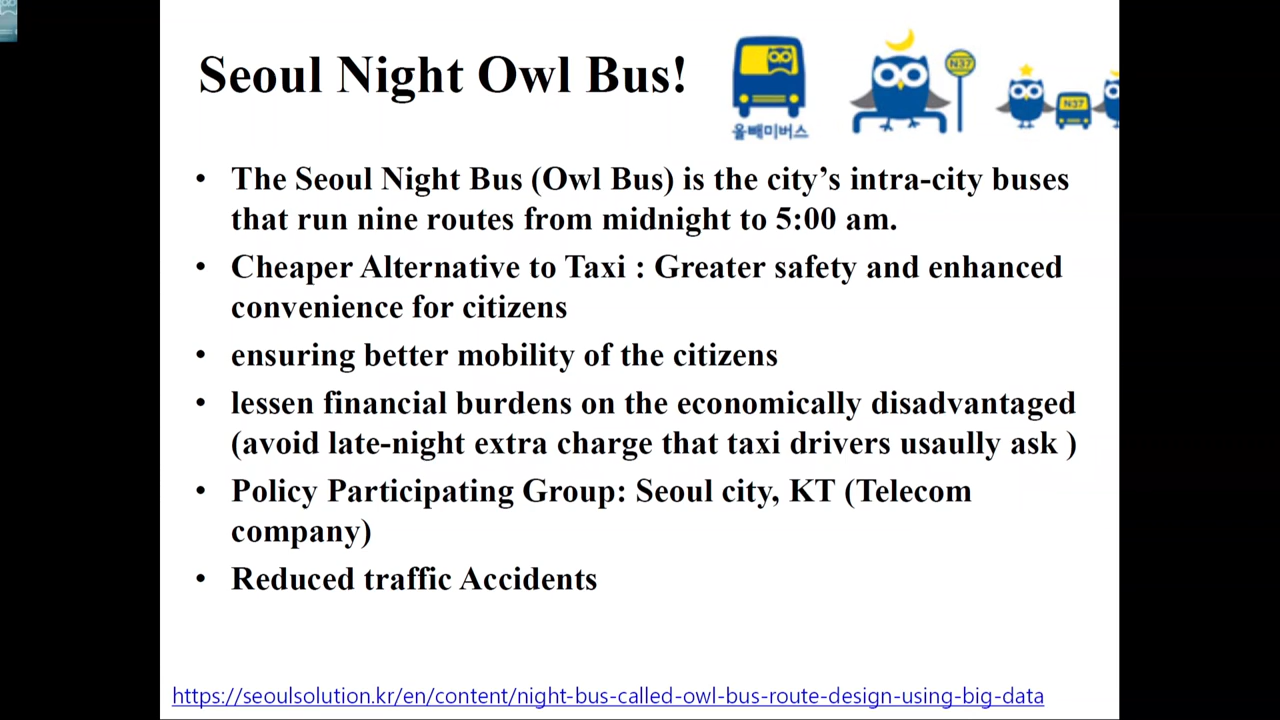 Seoul Night Owl Bus!
N37
N37
올빼미버스
• The Seoul Night Bus (Owl Bus) is the city’s intra-city buses
that run nine routes from midnight to 5:00 am.
• Cheaper Alternative to Taxi : Greater safety and enhanced
convenience for citizens
• ensuring better mobility of the citizens
• lessen financial burdens on the economically disadvantaged
(avoid late-night extra charge that taxi drivers usaully ask )
• Policy Participating Group: Seoul city, KT (Telecom
company)
• Reduced traffic Accidents
https://seoulsolution.kr/en/content/night-bus-called-owl-bus-route-design-using-big-data